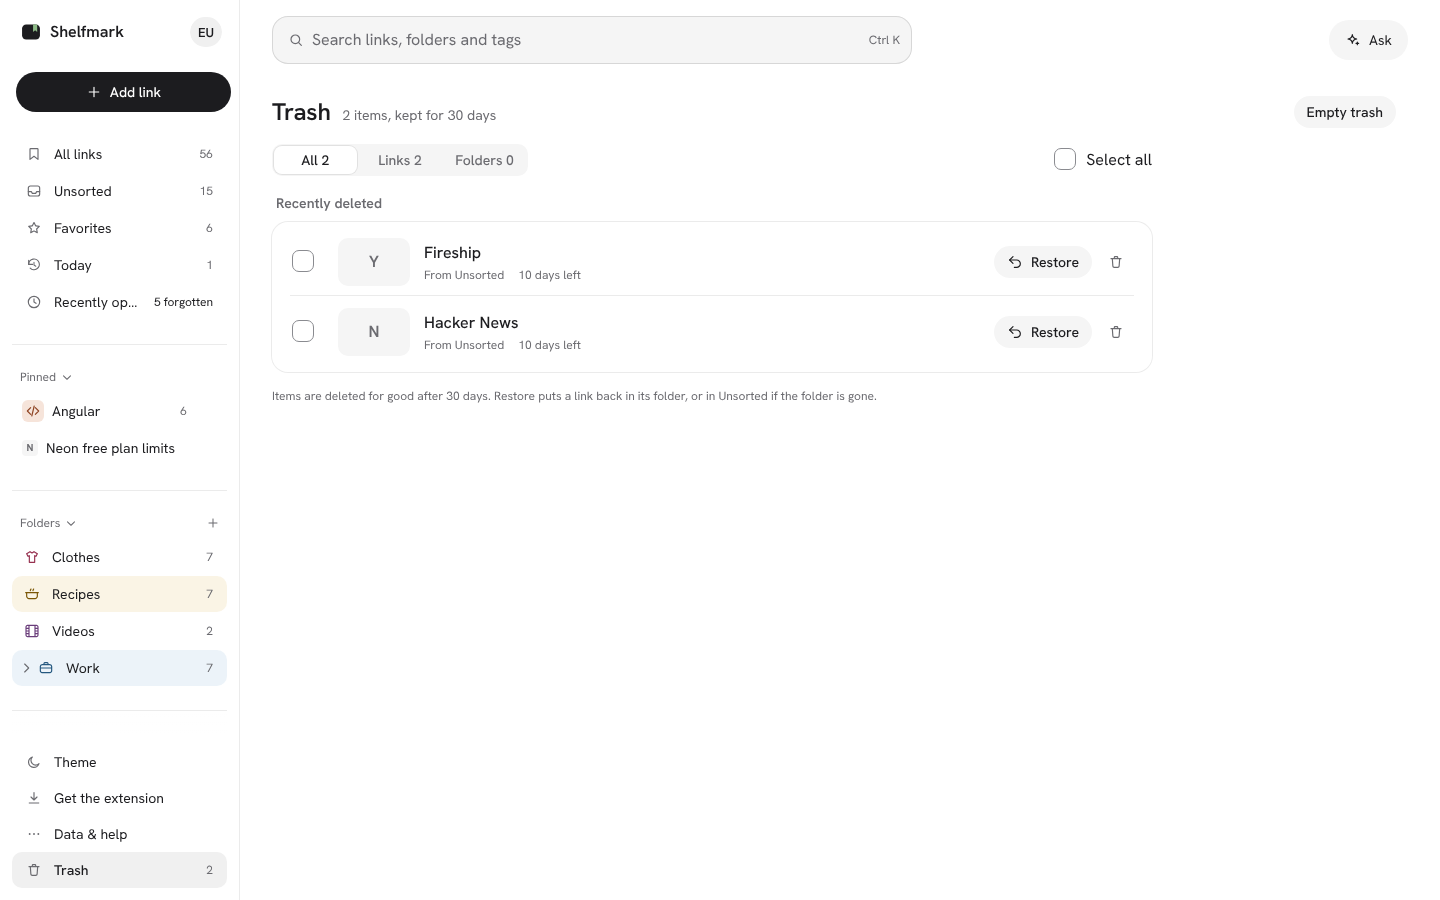 Shelfmark
EU
Add link
All links 56
Unsorted 15
Favorites 6
Today 1
Recently op... 5 forgotten
Pinned
Angular 6
N Neon free plan limits
Folders
Clothes 7
Recipes 7
Videos 2
Work 7
Theme
Get the extension
Data & help
Trash 2
Search links, folders and tags Ctrl K
Ask
Trash 2 items, kept for 30 days
Empty trash
All 2 Links 2 Folders 0
Select all
Recently deleted
Y
Fireship
From Unsorted 10 days left
Restore
N
Hacker News
From Unsorted 10 days left
Restore
Items are deleted for good after 30 days. Restore puts a link back in its folder, or in Unsorted if the folder is gone.